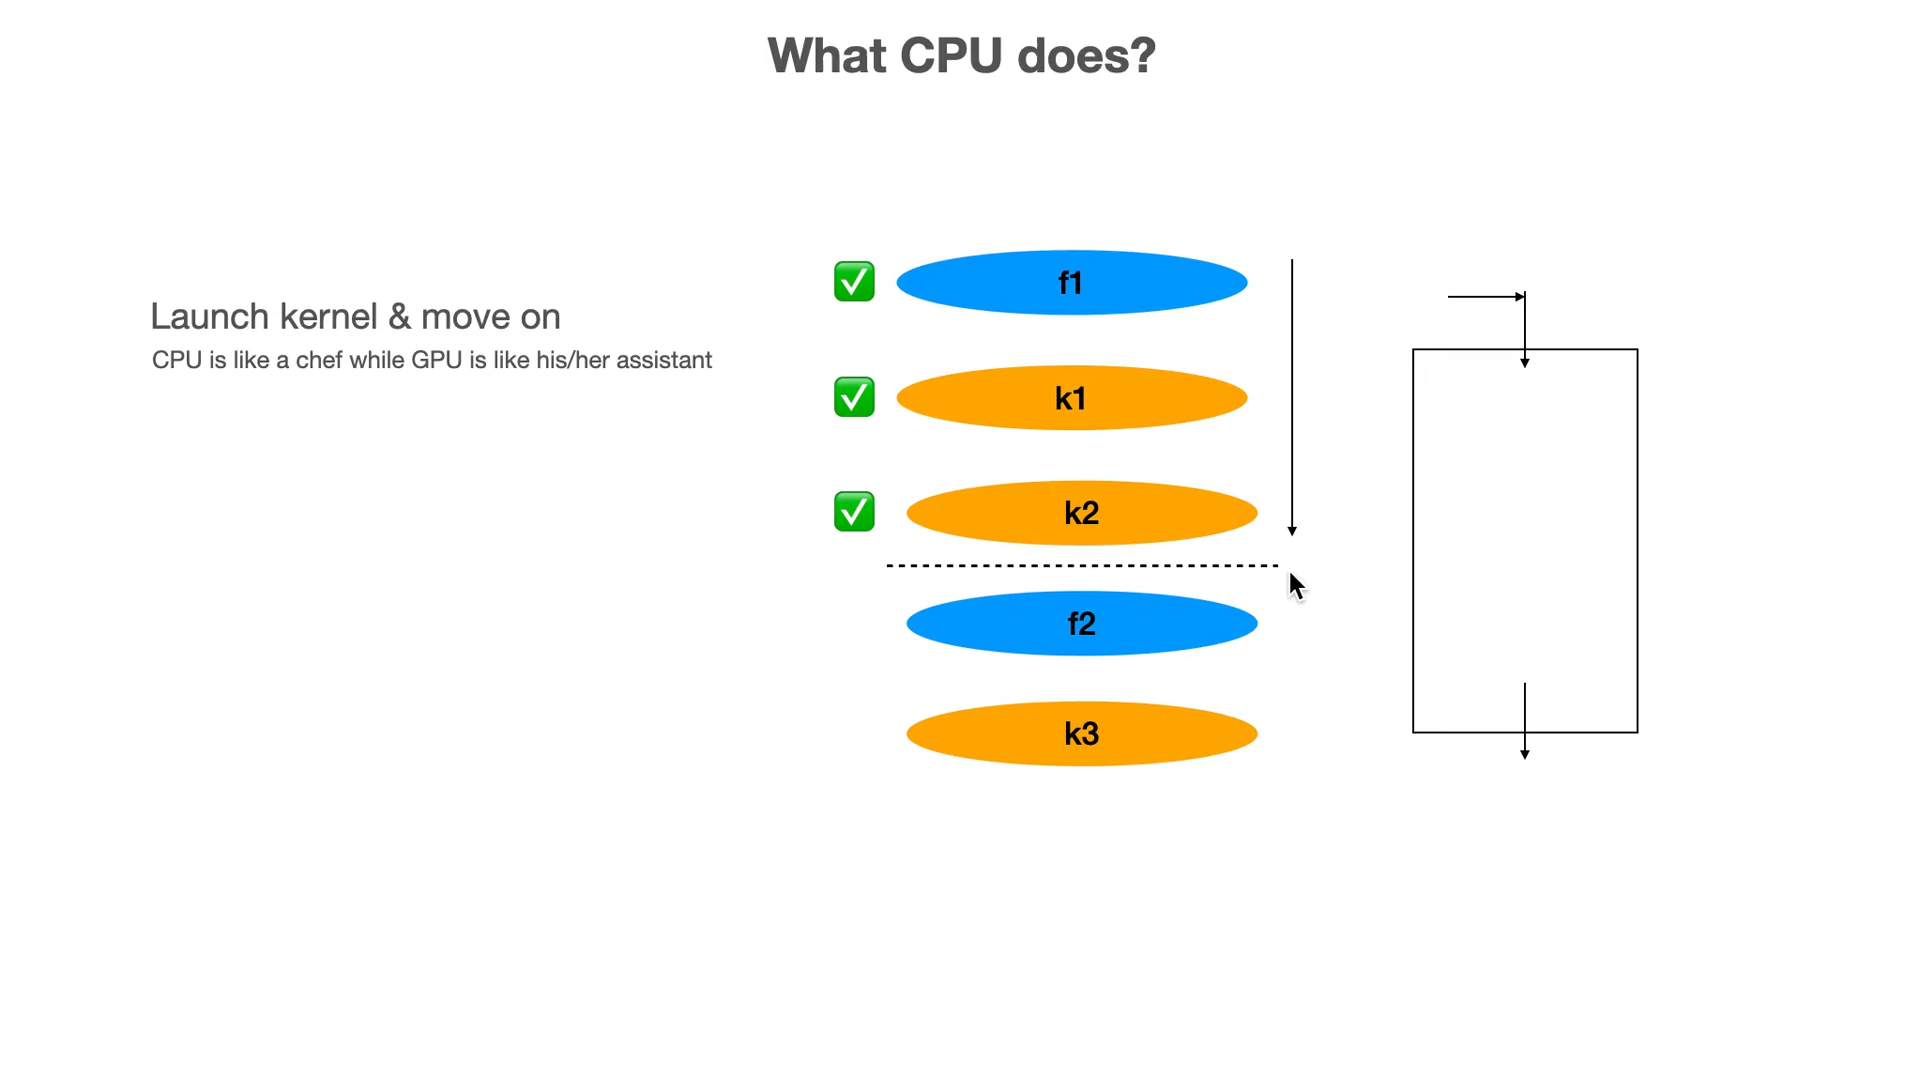 What CPU does?
Launch kernel & move on
CPU is like a chef while GPU is like his/her assistant
f1
k1
k2
f2
k3